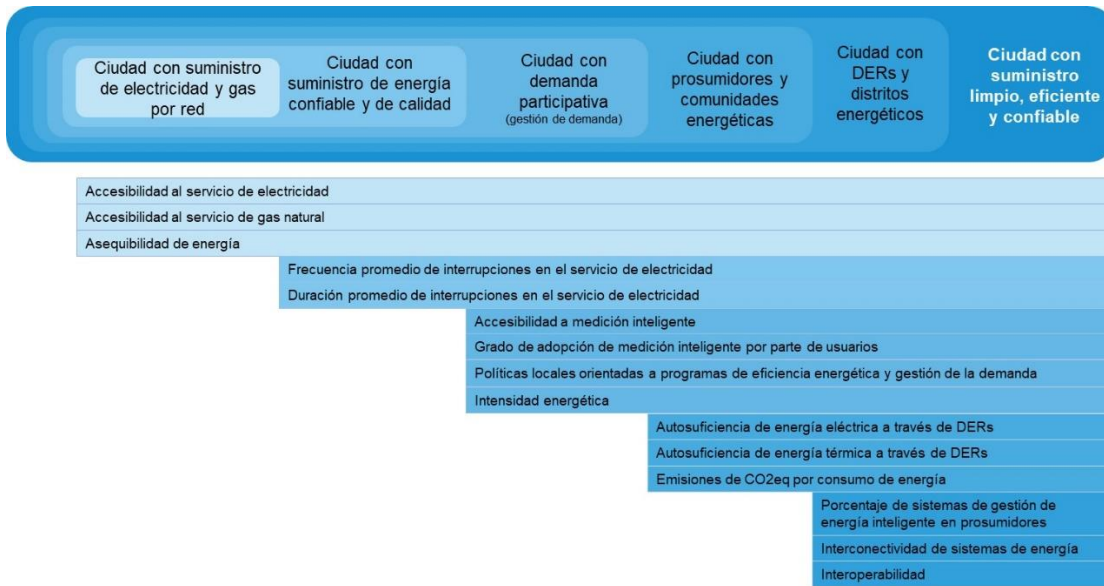 Ciudad con suministro
de electricidad y gas
por red
Ciudad con
suministro de energía
confiable y de calidad
Ciudad con
demanda
participativa
(gestión de demanda)
Ciudad con
prosumidores y
comunidades
energéticas
Ciudad con
DERs y
distritos
energéticos
Ciudad con
suministro
limpio, eficiente
y confiable
Accesibilidad al servicio de electricidad
Accesibilidad al servicio de gas natural
Asequibilidad de energía
Frecuencia promedio de interrupciones en el servicio de electricidad
Duración promedio de interrupciones en el servicio de electricidad
Accesibilidad a medición inteligente
Grado de adopción de medición inteligente por parte de usuarios
Políticas locales orientadas a programas de eficiencia energética y gestión de la demanda
Intensidad energética
Autosuficiencia de energía eléctrica a través de DERs
Autosuficiencia de energía térmica a través de DERs
Emisiones de CO2eq por consumo de energía
Porcentaje de sistemas de gestión de
energía inteligente en prosumidores
Interconectividad de sistemas de energía
Interoperabilidad